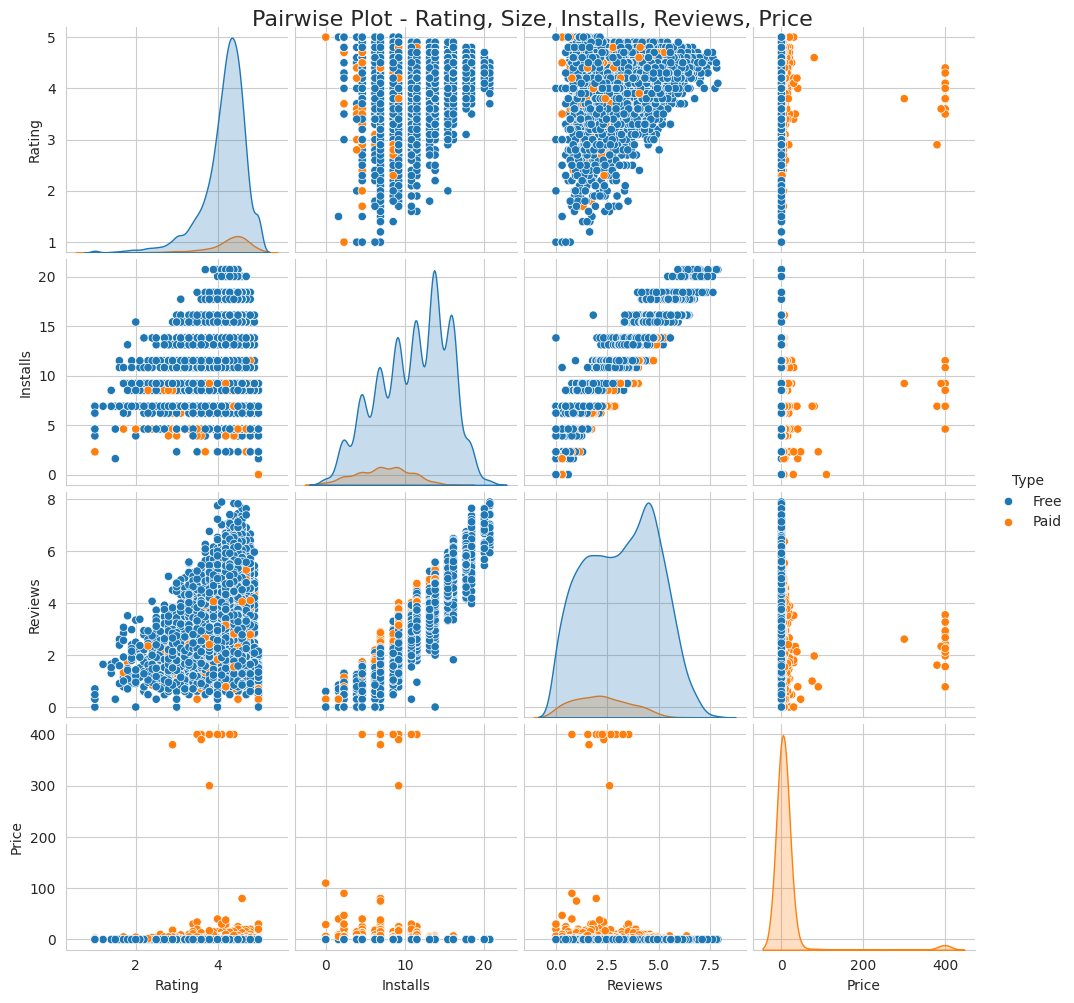 Pairwise Plot - Rating, Size, Installs, Reviews, Price
5
4
3
2
1
Rating
20
15
10
5
0
Installs
Type
Free
Paid
8
6
4
2
0
Reviews
400
300
200
100
0
Price
2 4
0 10 20
0.0 2.5 5.0 7.5
0 200 400
Rating Installs Reviews Price